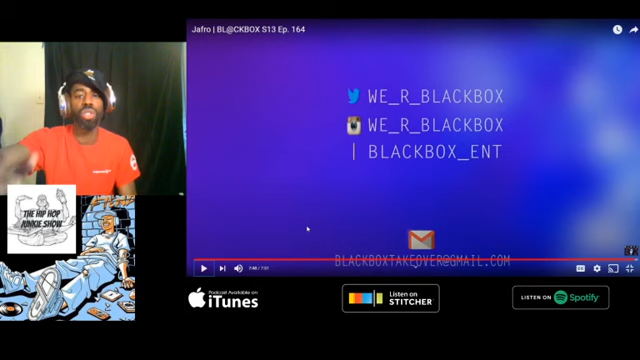 Jafro | BL@CKBOX S13 Ep. 164
WE_R_BLACKBOX
WE_R_BLACKBOX
| BLACKBOX_ENT
BLACKBOXTAKEOVER@GMAIL.COM
THE HIP HOP
JUNKIE SHOW
Podcast Available on
iTunes
Listen on
STITCHER
LISTEN ON Spotify